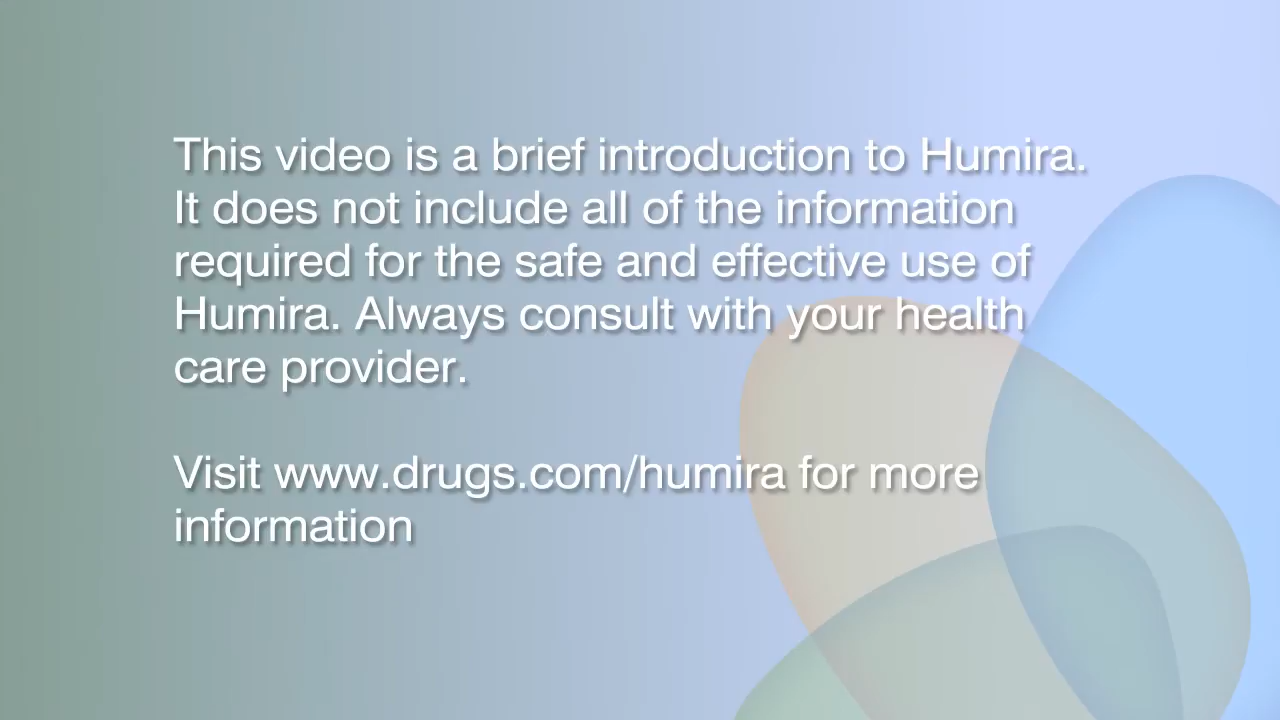 This video is a brief introduction to Humira.
It does not include all of the information
required for the safe and effective use of
Humira. Always consult with your health
care provider.
Visit www.drugs.com/humira for more
information